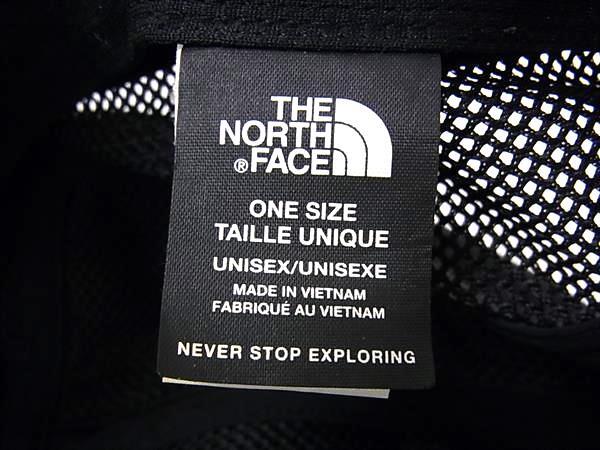 THE
NORTH
® FACE
ONE SIZE
TAILLE UNIQUE
UNISEX/UNISEXE
MADE IN VIETNAM
FABRIQUÉ AU VIETNAM
NEVER STOP EXPLORING